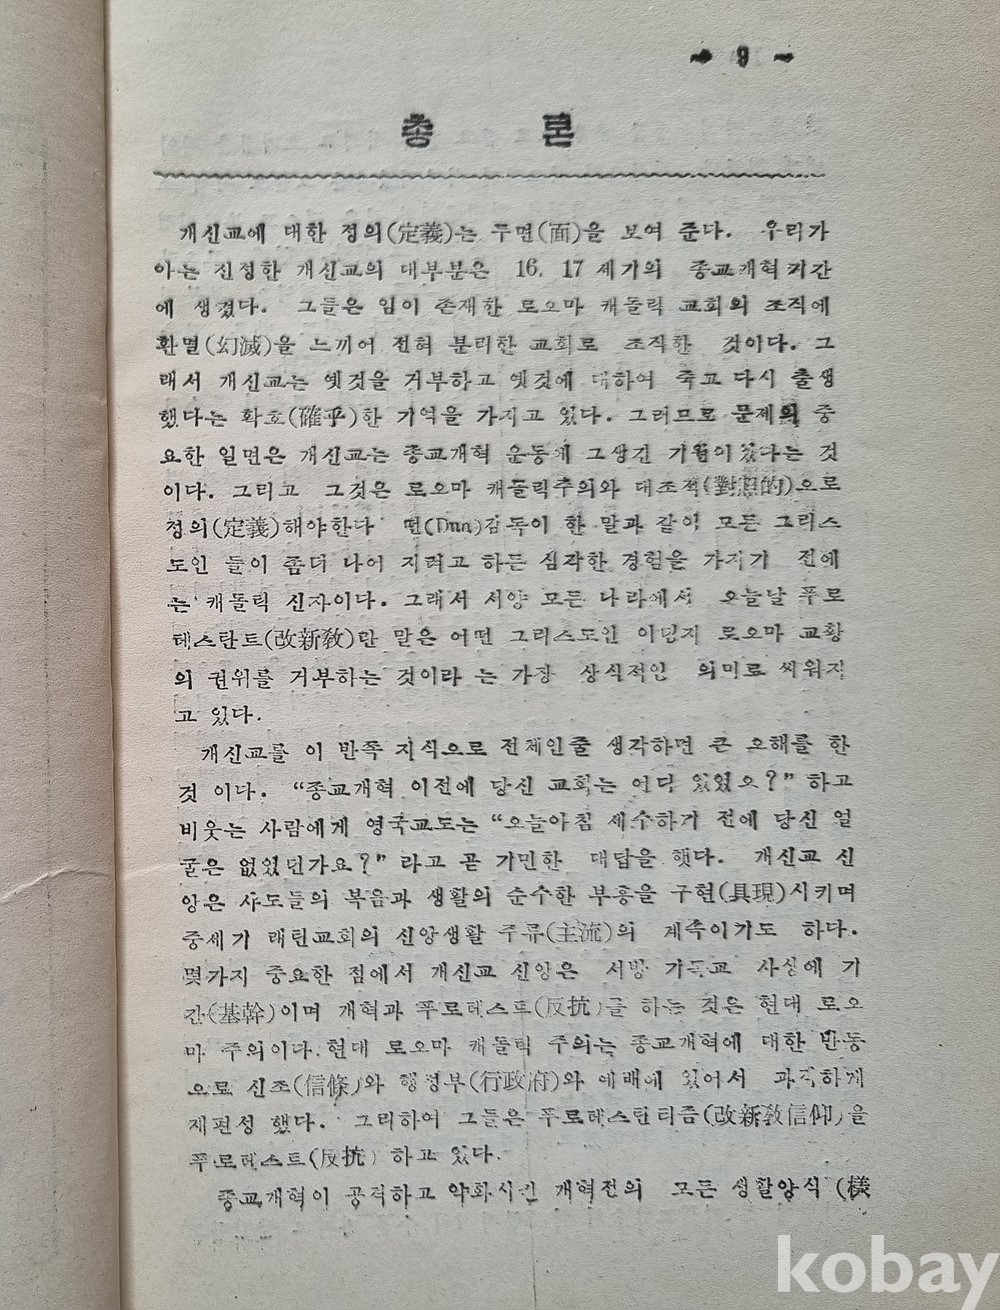 9
총 론
개신교에 대한 정의(定義)는 두면(面)을 보여 준다. 우리가
아는 진정한 개신교의 대부분은 16, 17 세기의 종교개혁기간
에 생겼다. 그들은 임이 존재한 로오마 캐돌릭 교회의 조직에
환멸(幻滅)을 느끼어 전혀 분리한 교회로 조직한 것이다. 그
래서 개신교는 옛것을 거부하고 옛것에 대하여 죽고 다시 출생
했다는 확호(確乎)한 기억을 가지고 있다. 그러므로 문제의 중
요한 일면은 개신교는 종교개혁 운동에 그생긴 기원이 있다는 것
이다. 그리고 그것은 로오마 캐돌릭주의와 대조적(對照的)으로
정의(定義)해야한다 떤(Dun)감독이 한 말과 같이 모든 그리스
도인 들이 좀더 나어 지려고 하든 심각한 경험을 가지기 전에
는 캐돌릭 신자이다. 그래서 서양 모든 나라에서 오늘날 푸로
테스탄트(改新敎)란 말은 어떤 그리스도인 이던지 로오마 교황
의 권위를 거부하는 것이라 는 가장 상식적인 의미로 씨워지
고 있다.
개신교를 이 반쪽 지식으로 전체인줄 생각하면 큰 오해를 한
것 이다. “종교개혁 이전에 당신 교회는 어디 있었오?” 하고
비웃는 사람에게 영국교도는 “오늘아침 세수하기 전에 당신 얼
굴은 없었던가요?” 라고 곧 기민한 대답을 했다. 개신교 신
앙은 사도들의 복음과 생활의 순수한 부흥을 구현(具現)시키며
중세기 래틴교회의 신앙생활 주류(主流)의 계속이기도 하다.
몇가지 중요한 점에서 개신교 신앙은 서방 기독교 사상에 기
간(基幹)이며 개혁과 푸로테스트(反抗)를 하는 것은 현대 로오
마 주의이다. 현대 로오마 캐돌릭 주의는 종교개혁에 대한 반동
으로 신조(信條)와 행정부(行政府)와 예배에 있어서 과격하게
재편성 했다. 그리하여 그들은 푸로테스탄티즘(改新敎信仰)을
푸로테스트(反抗) 하고 있다.
종교개혁이 공격하고 약화시킨 개혁전의 모든 생활양식 (樣
kobay